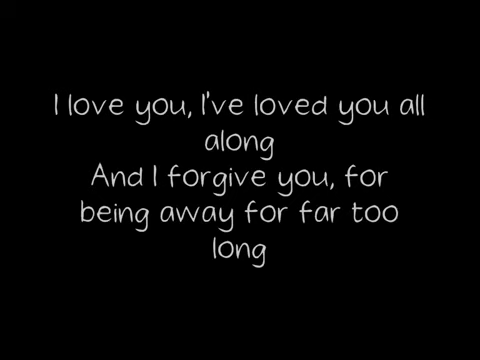 I love you, I've loved you all
along
And I forgive you, for
being away for far too
long